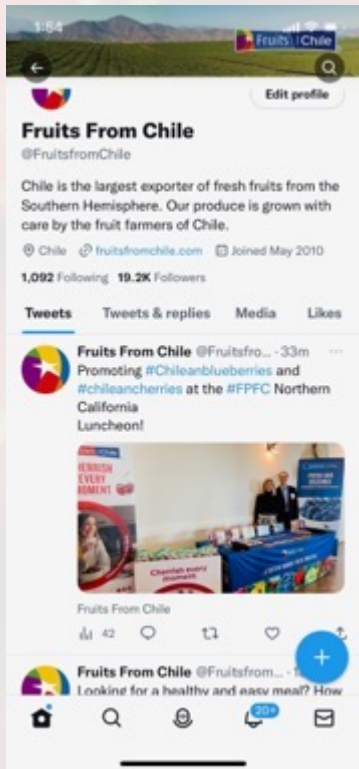 1:54
Fruits Chile
Edit profile
Fruits From Chile
@FruitsfromChile
Chile is the largest exporter of fresh fruits from the
Southern Hemisphere. Our produce is grown with
care by the fruit farmers of Chile.
Chile fruitsfromchile.com Joined May 2010
1,092 Following 19.2K Followers
Tweets Tweets & replies Media Likes
Fruits From Chile @Fruitsfro... · 33m
Promoting #Chileanblueberries and
#chileancherries at the #FPFC Northern
California
Luncheon!
CHERRISH
EVERY
MOMENT
Cherrish every
moment
Fruits From Chile
42
Fruits From Chile @Fruitsfrom... ·
Looking for a healthy and easy meal? How
20+